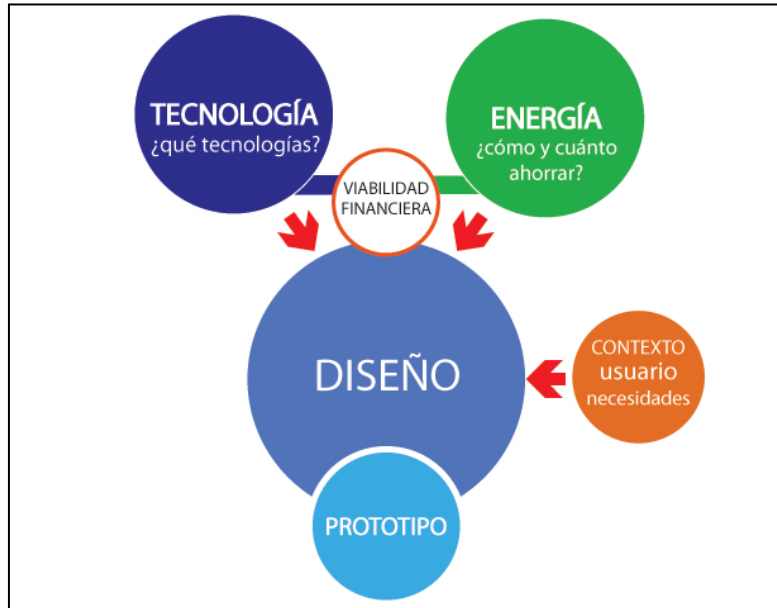 TECNOLOGÍA
¿qué tecnologías?
ENERGÍA
¿cómo y cuánto
ahorrar?
VIABILIDAD
FINANCIERA
DISEÑO
CONTEXTO
usuario
necesidades
PROTOTIPO